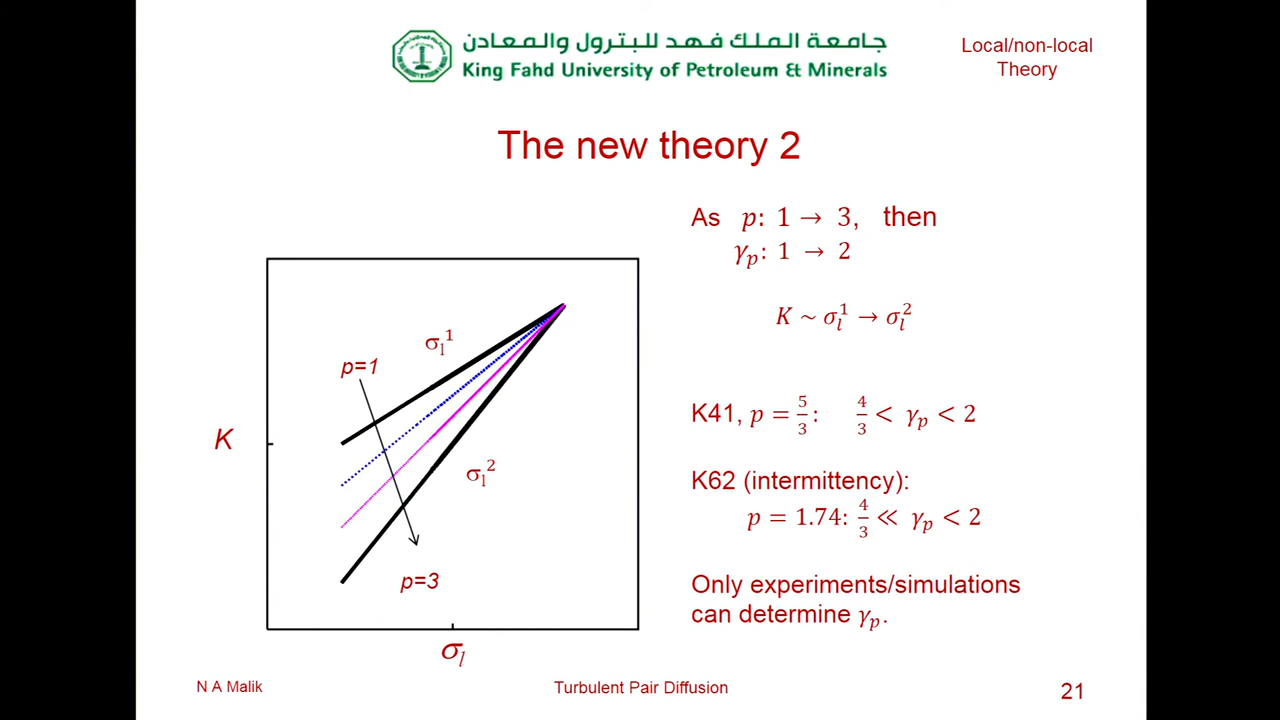 جامعة الملك فهد للبترول والمعادن
King Fahd University of Petroleum & Minerals
Local/non-local
Theory
The new theory 2
As p: 1 → 3, then
γₚ: 1 → 2
K ~ σₗ¹ → σₗ²
K41, p = 5/3: 4/3 < γₚ < 2
K62 (intermittency):
p = 1.74: 4/3 ≪ γₚ < 2
Only experiments/simulations
can determine γₚ.
σₗ¹
p=1
K
σₗ²
p=3
σₗ
N A Malik
Turbulent Pair Diffusion
21